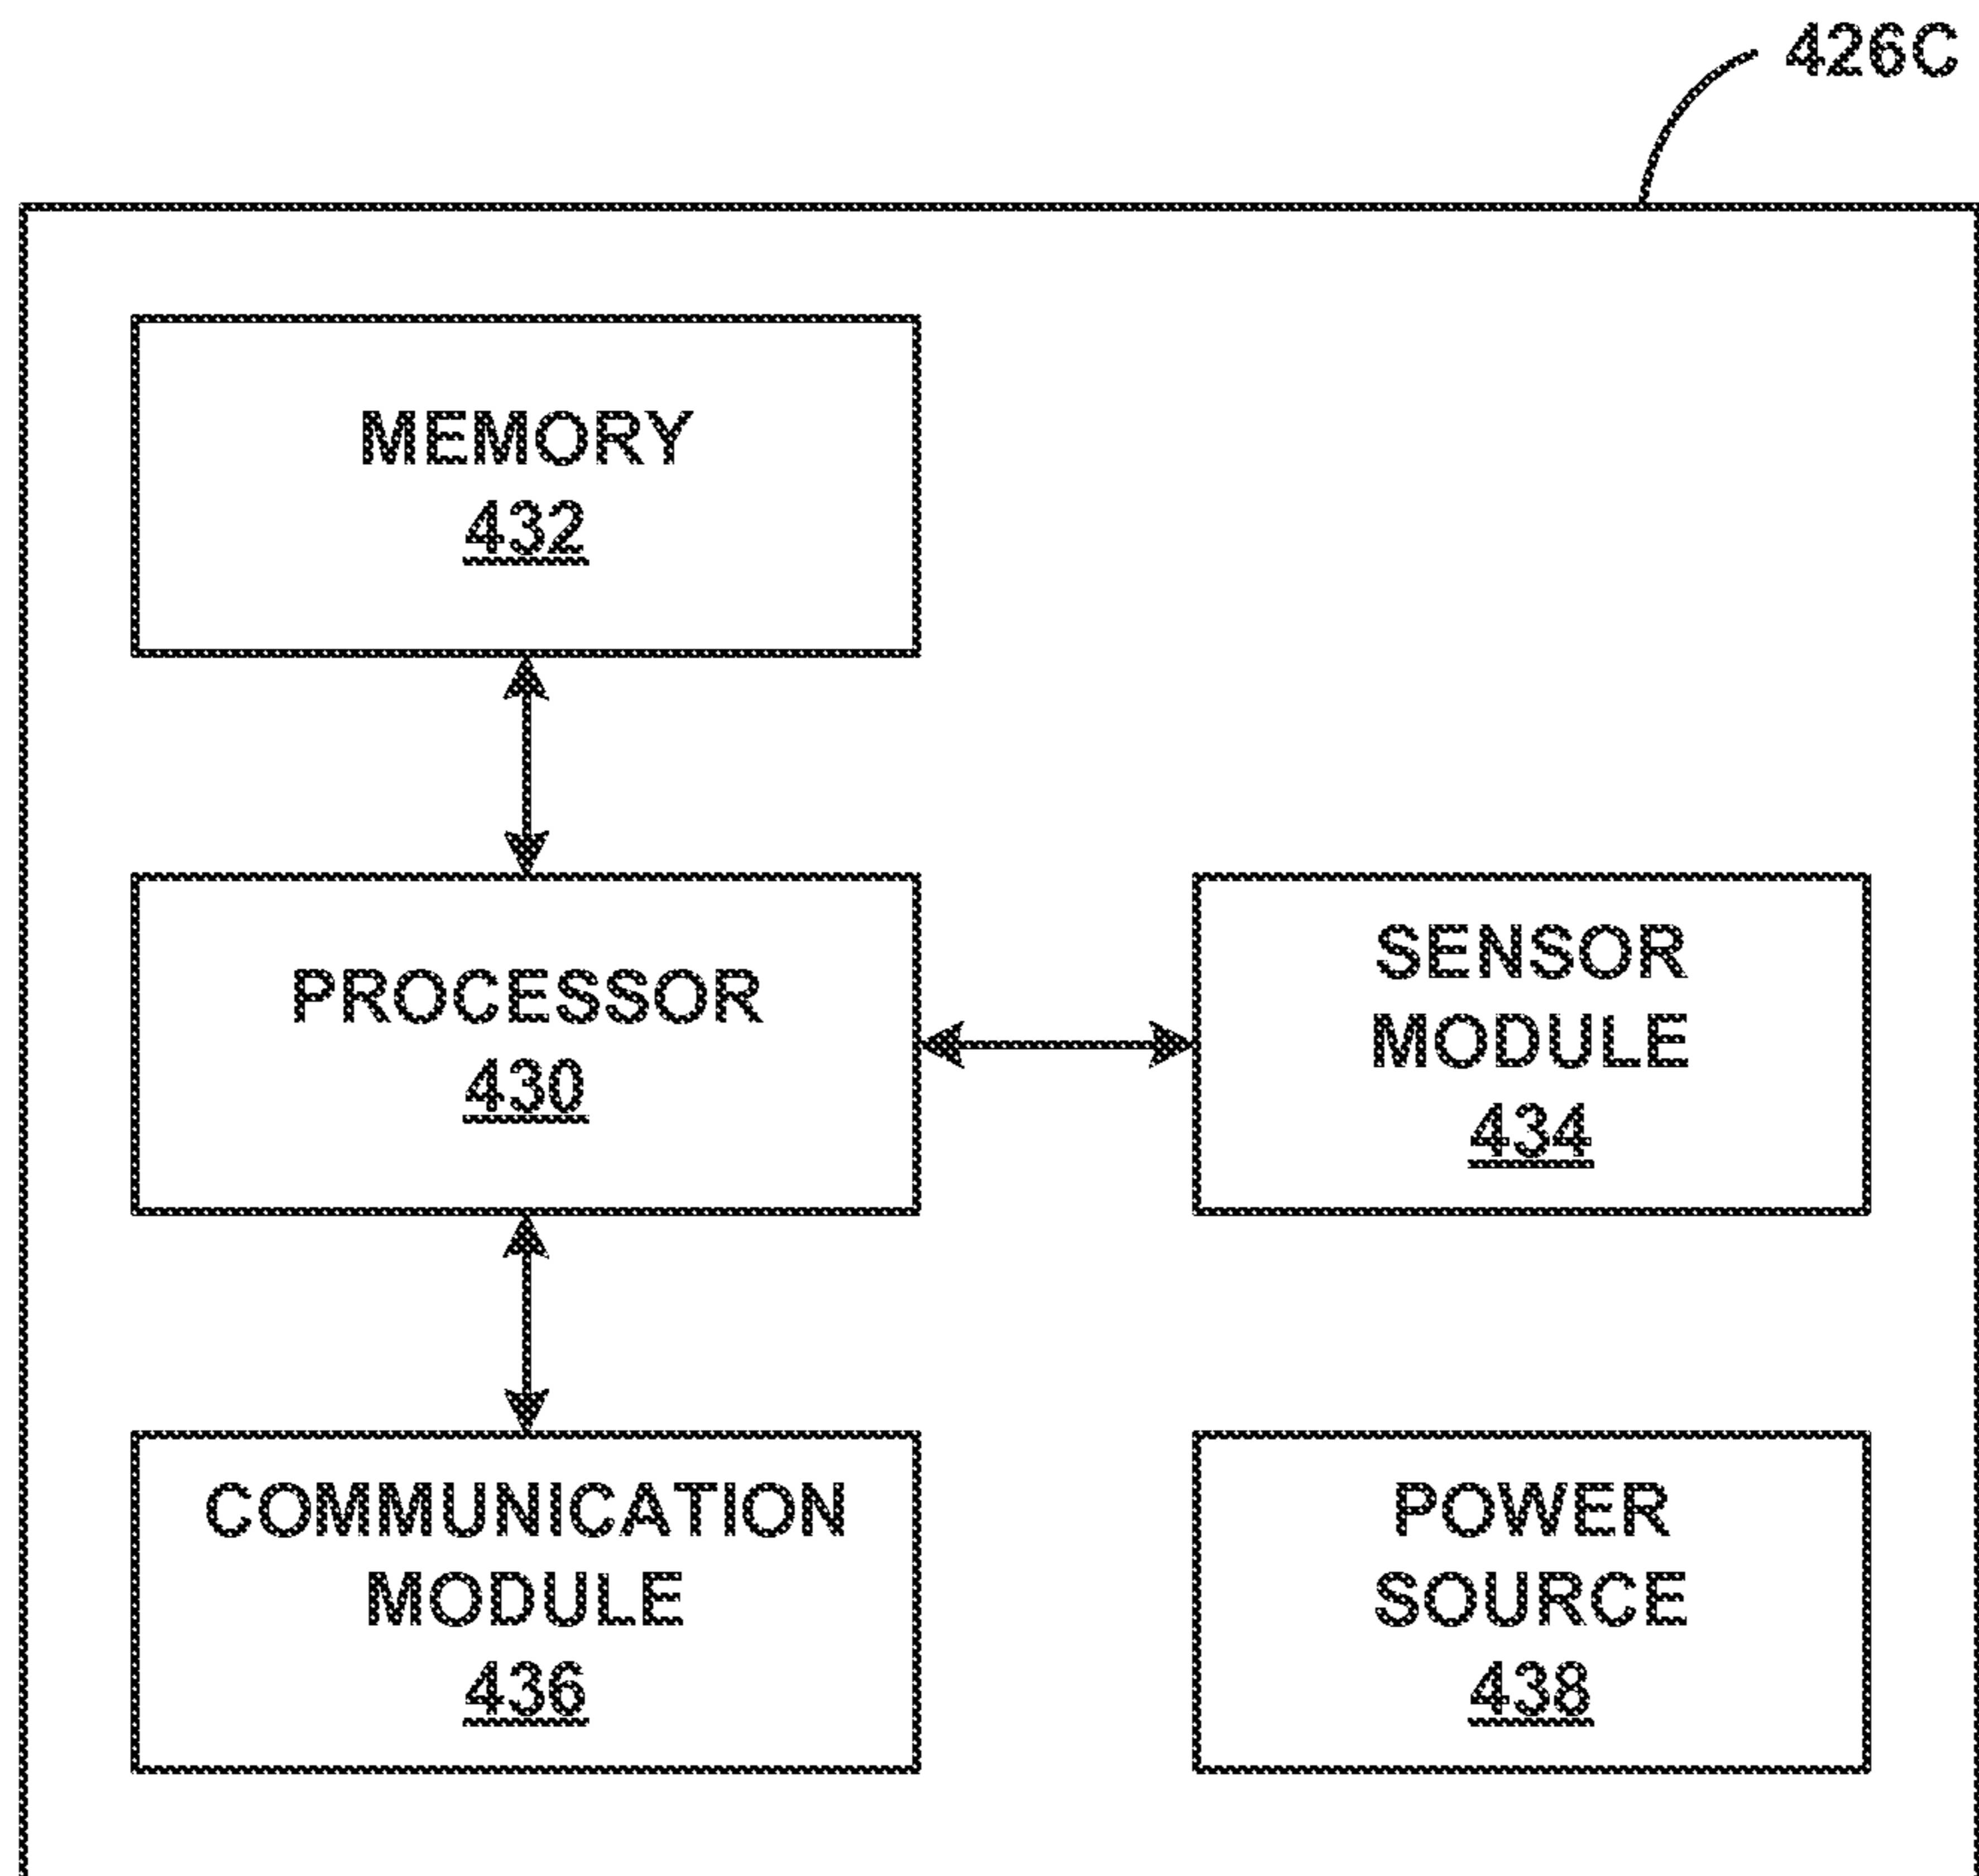 426C
MEMORY
432
PROCESSOR
430
SENSOR
MODULE
434
COMMUNICATION
MODULE
436
POWER
SOURCE
438